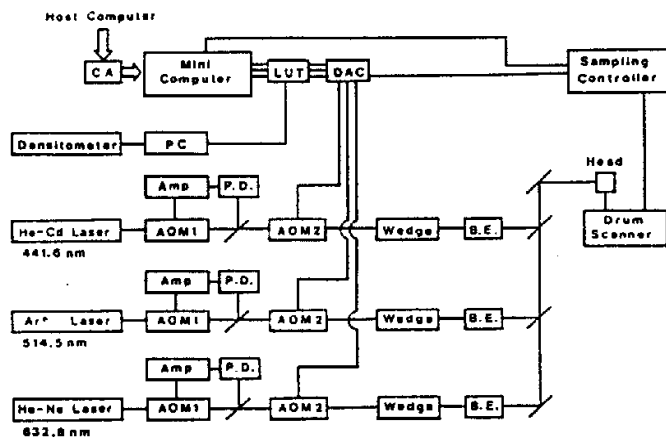 Host Computer
CA
Mini Computer
LUT
DAC
Sampling Controller
Densitometer
PC
Head
Drum Scanner
Amp
P.D.
He-Cd Laser
AOM1
AOM2
Wedge
B.E.
441.6 nm
Amp
P.D.
Ar+ Laser
AOM1
AOM2
Wedge
B.E.
514.5 nm
Amp
P.D.
He-Ne Laser
AOM1
AOM2
Wedge
B.E.
632.8 nm